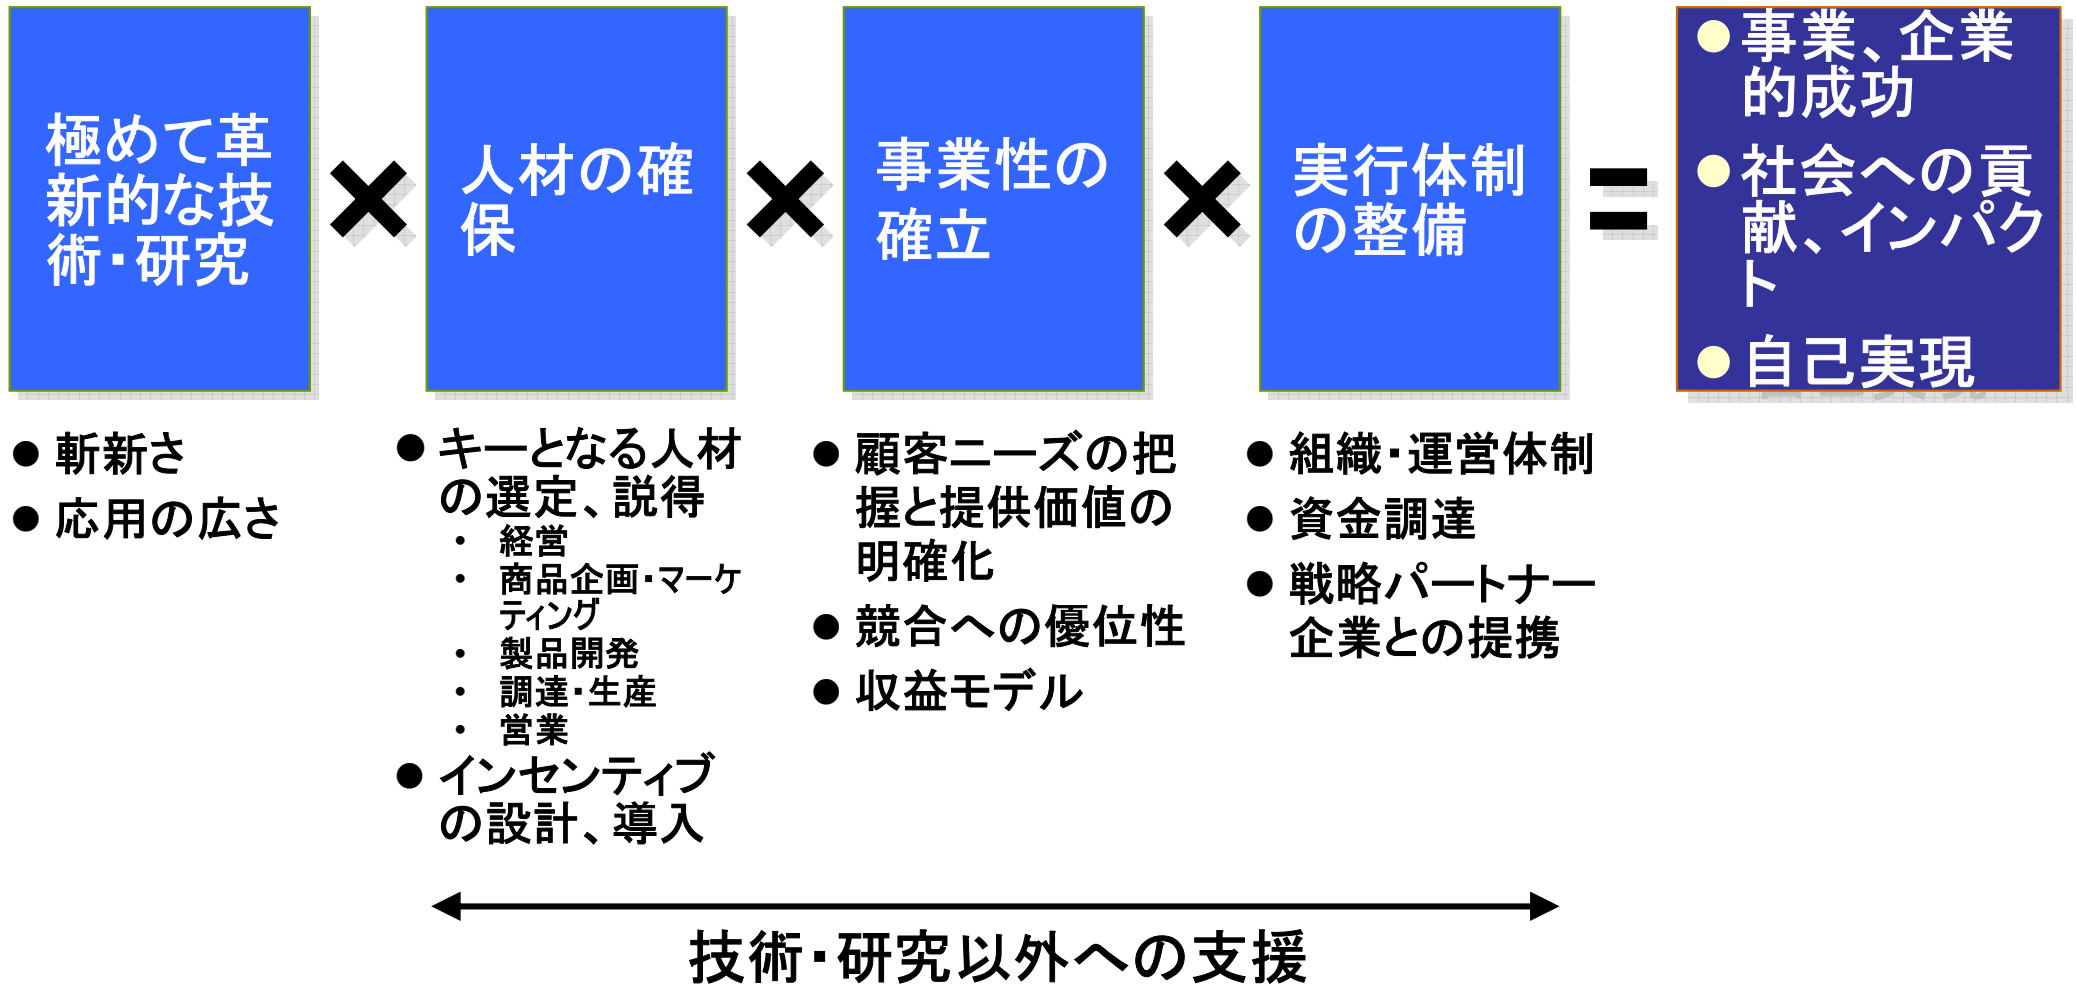 極めて革
新的な技
術・研究
×
人材の確
保
×
事業性の
確立
×
実行体制
の整備
=
● 事業、企業
的成功
● 社会への貢
献、インパク
ト
● 自己実現
● 斬新さ
● 応用の広さ
● キーとなる人材
の選定、説得
・ 経営
・ 商品企画・マーケ
ティング
・ 製品開発
・ 調達・生産
・ 営業
● インセンティブ
の設計、導入
● 顧客ニーズの把
握と提供価値の
明確化
● 競合への優位性
● 収益モデル
● 組織・運営体制
● 資金調達
● 戦略パートナー
企業との提携
技術・研究以外への支援